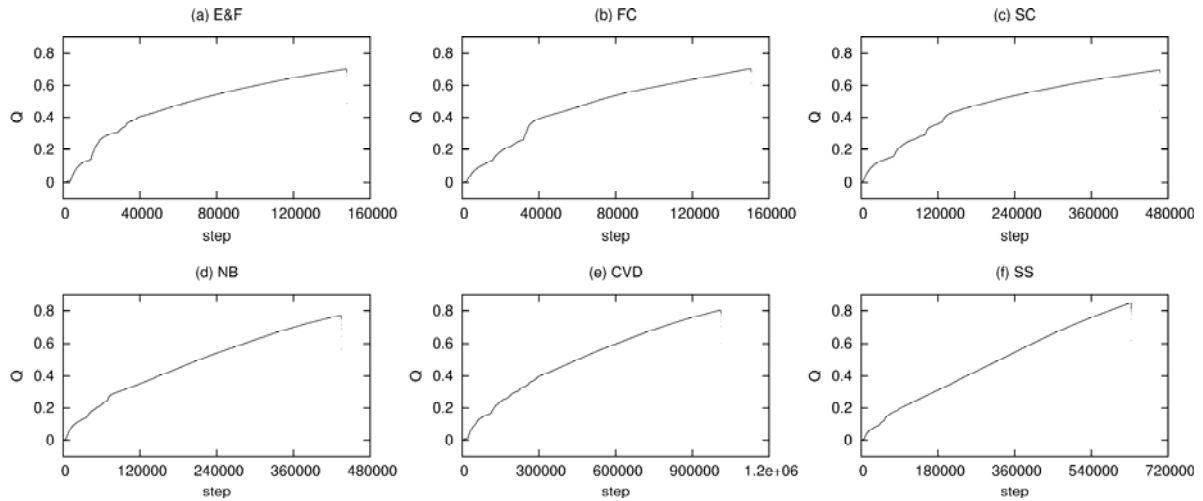 (a) E&F
(b) FC
(c) SC
0.8
0.6
0.4
0.2
0
Q
0 40000 80000 120000 160000
step
0.8
0.6
0.4
0.2
0
Q
0 40000 80000 120000 160000
step
0.8
0.6
0.4
0.2
0
Q
0 120000 240000 360000 480000
step
(d) NB
(e) CVD
(f) SS
0.8
0.6
0.4
0.2
0
Q
0 120000 240000 360000 480000
step
0.8
0.6
0.4
0.2
0
Q
0 300000 600000 900000 1.2e+06
step
0.8
0.6
0.4
0.2
0
Q
0 180000 360000 540000 720000
step